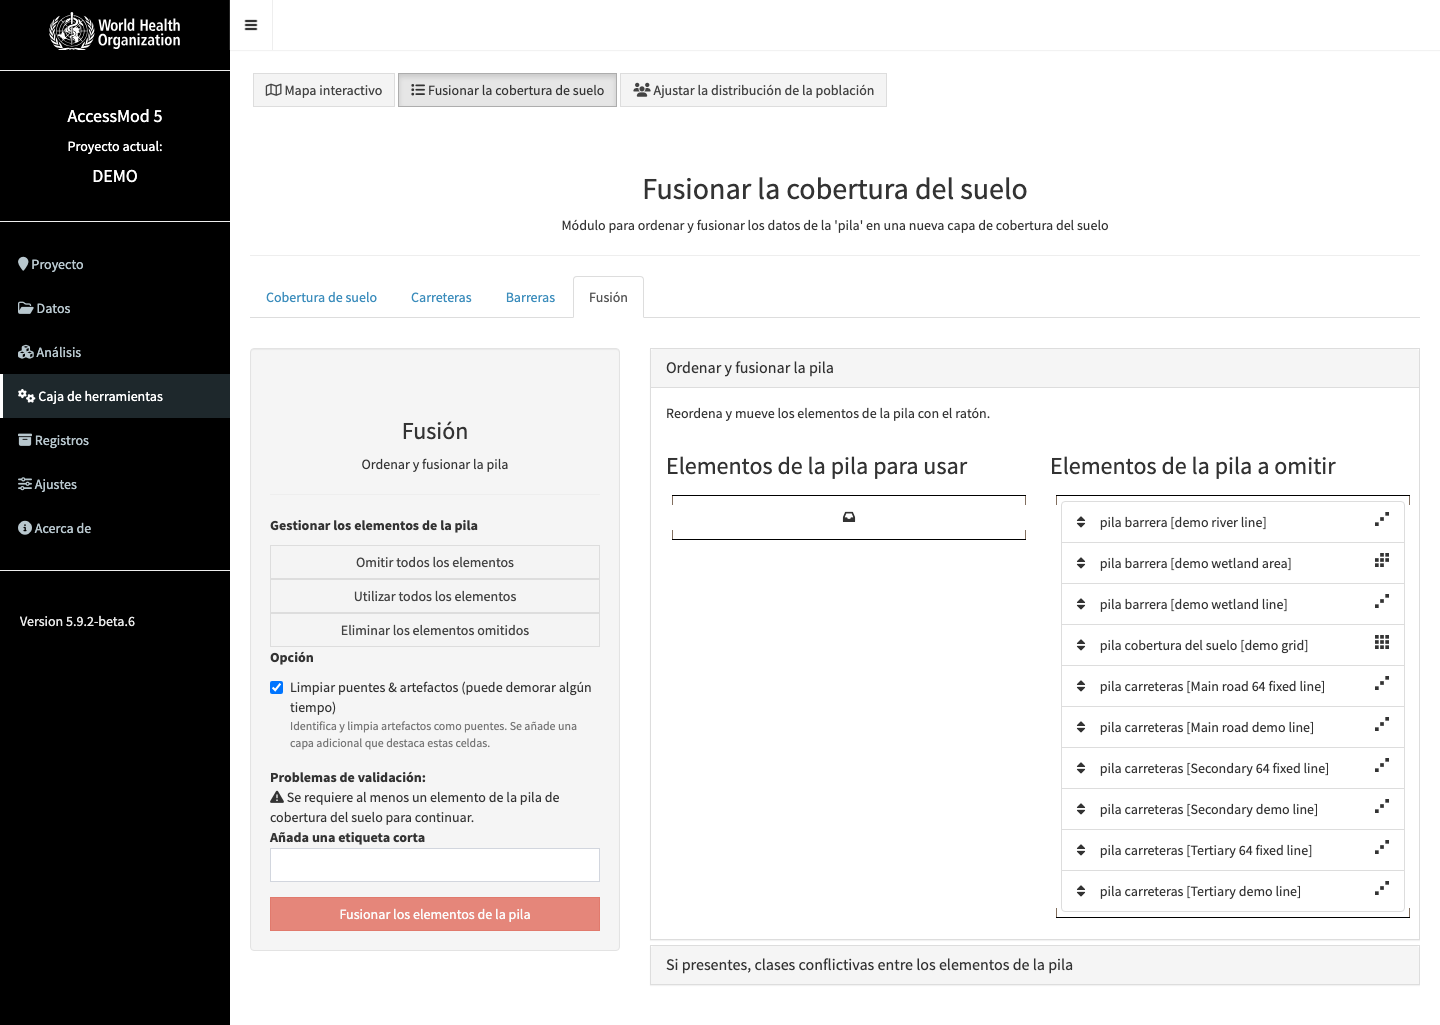 World Health
Organization
AccessMod 5
Proyecto actual:
DEMO
Proyecto
Datos
Análisis
Caja de herramientas
Registros
Ajustes
Acerca de
Version 5.9.2-beta.6
Mapa interactivo
Fusionar la cobertura de suelo
Ajustar la distribución de la población
Fusionar la cobertura del suelo
Módulo para ordenar y fusionar los datos de la 'pila' en una nueva capa de cobertura del suelo
Cobertura de suelo
Carreteras
Barreras
Fusión
Fusión
Ordenar y fusionar la pila
Gestionar los elementos de la pila
Omitir todos los elementos
Utilizar todos los elementos
Eliminar los elementos omitidos
Opción
Limpiar puentes & artefactos (puede demorar algún
tiempo)
Identifica y limpia artefactos como puentes. Se añade una
capa adicional que destaca estas celdas.
Problemas de validación:
Se requiere al menos un elemento de la pila de
cobertura del suelo para continuar.
Añada una etiqueta corta
Fusionar los elementos de la pila
Ordenar y fusionar la pila
Reordena y mueve los elementos de la pila con el ratón.
Elementos de la pila para usar
Elementos de la pila a omitir
pila barrera [demo river line]
pila barrera [demo wetland area]
pila barrera [demo wetland line]
pila cobertura del suelo [demo grid]
pila carreteras [Main road 64 fixed line]
pila carreteras [Main road demo line]
pila carreteras [Secondary 64 fixed line]
pila carreteras [Secondary demo line]
pila carreteras [Tertiary 64 fixed line]
pila carreteras [Tertiary demo line]
Si presentes, clases conflictivas entre los elementos de la pila